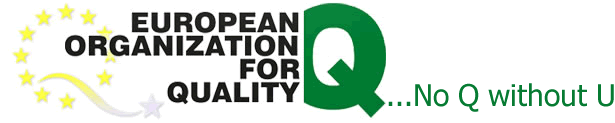 EUROPEAN
ORGANIZATION
FOR
QUALITY
Q
...No Q without U